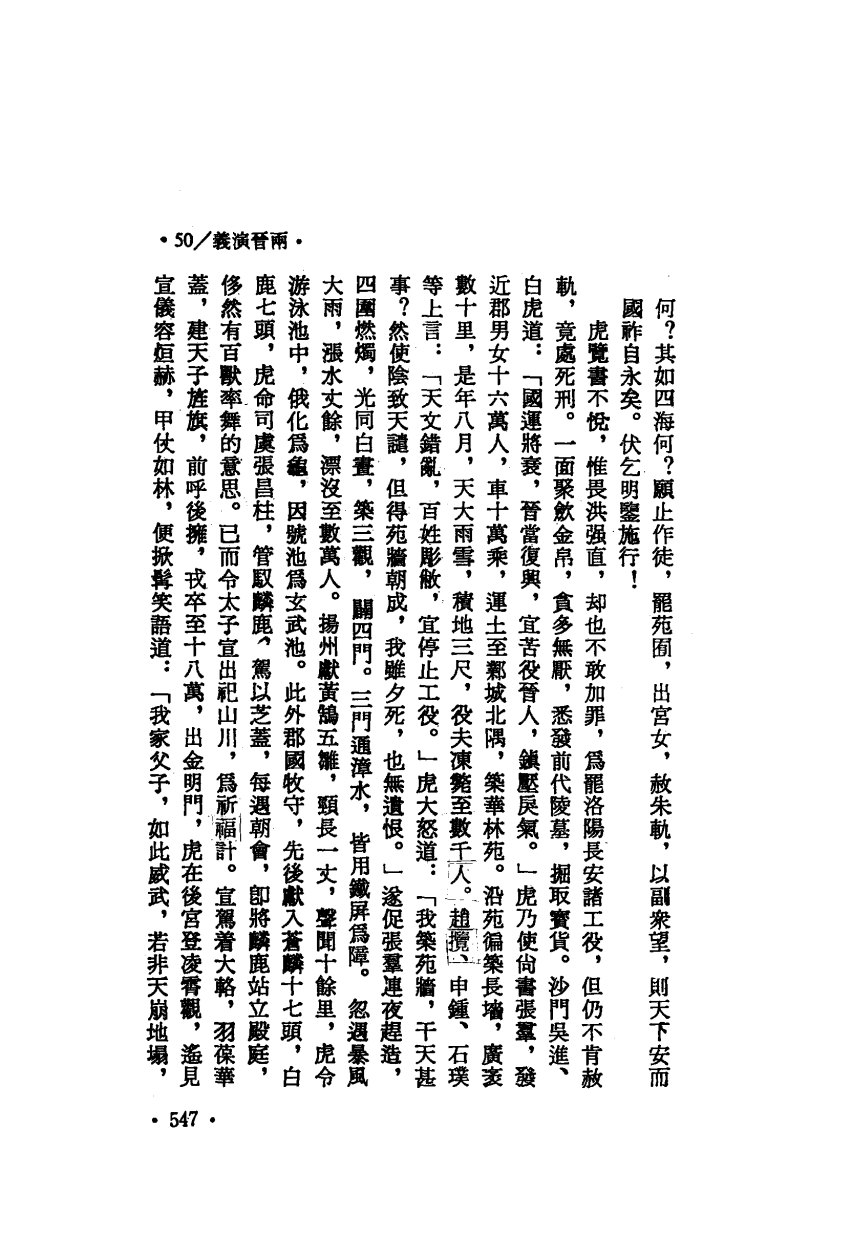 ・50／義演晉兩・
何？其如四海何？願止作徒，罷苑囿，出宮女，赦朱軌，以副衆望，則天下安而
國祚自永矣。伏乞明鑒施行！
虎覽書不悅，惟畏洪强直，却也不敢加罪，爲罷洛陽長安諸工役，但仍不肯赦
軌，竟處死刑。一面聚斂金帛，貪多無厭，悉發前代陵墓，掘取寶貨。沙門吳進、
白虎道：「國運將衰，晉當復興，宜苦役晉人，鎮壓戾氣。」虎乃使尙書張羣，發
近郡男女十六萬人，車十萬乘，運土至鄴城北隅，築華林苑。沿苑徧築長墻，廣袤
數十里，是年八月，天大雨雪，積地三尺，役夫凍斃至數千人。趙攬、申鍾、石璞
等上言：「天文錯亂，百姓彫敝，宜停止工役。」虎大怒道：「我築苑牆，干天甚
事？然使陰致天譴，但得苑牆朝成，我雖夕死，也無遺恨。」遂促張羣連夜趕造，
四圍燃燭，光同白晝，築三觀，闢四門。三門通漳水，皆用鐵屏爲障。忽遇暴風
大雨，漲水丈餘，漂沒至數萬人。揚州獻黃鵠五雛，頸長一丈，聲聞十餘里，虎令
游泳池中，俄化爲龜，因號池爲玄武池。此外郡國牧守，先後獻入蒼麟十七頭，白
鹿七頭，虎命司虞張昌柱，管馭麟鹿，駕以芝蓋，每遇朝會，卽將麟鹿站立殿庭，
侈然有百獸率舞的意思。已而令太子宣出祀山川，爲祈福計。宣駕着大輅，羽葆華
蓋，建天子旌旗，前呼後擁，戎卒至十八萬，出金明門，虎在後宮登凌霄觀，遙見
宣儀容烜赫，甲仗如林，便掀髯笑語道：「我家父子，如此威武，若非天崩地塌，
・547・